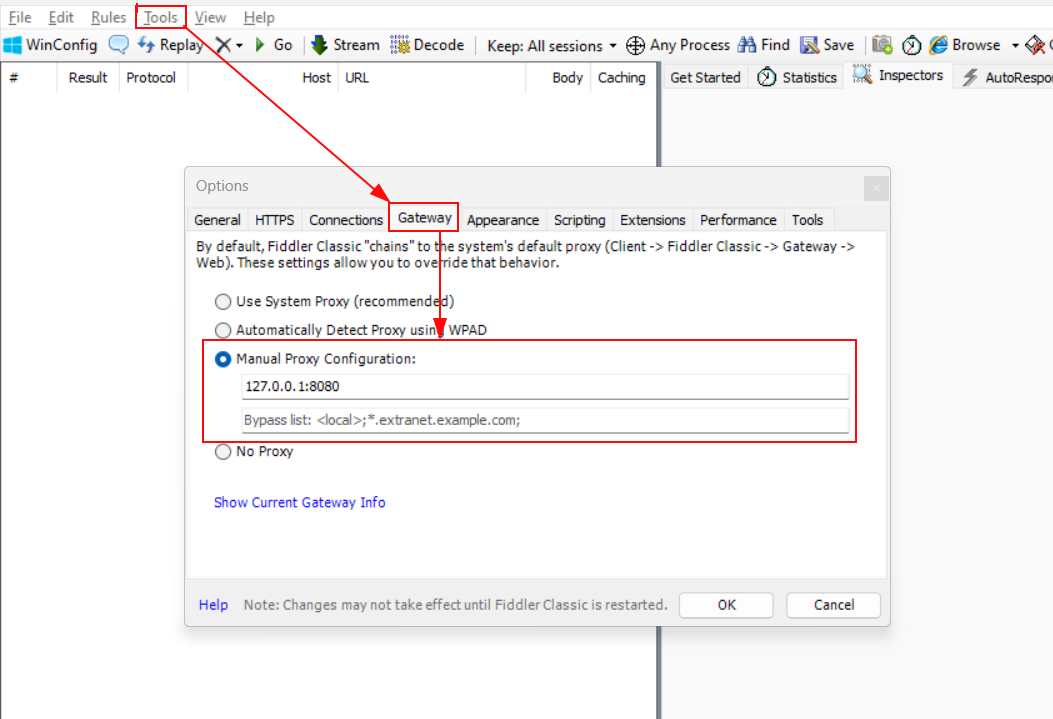 File Edit Rules Tools View Help
WinConfig Replay Go Stream Decode Keep: All sessions Any Process Find Save Browse
# Result Protocol Host URL Body Caching Get Started Statistics Inspectors AutoRespo
Options
General HTTPS Connections Gateway Appearance Scripting Extensions Performance Tools
By default, Fiddler Classic "chains" to the system's default proxy (Client -> Fiddler Classic -> Gateway ->
Web). These settings allow you to override that behavior.
Use System Proxy (recommended)
Automatically Detect Proxy using WPAD
Manual Proxy Configuration:
127.0.0.1:8080
Bypass list: <local>;*.extranet.example.com;
No Proxy
Show Current Gateway Info
Help Note: Changes may not take effect until Fiddler Classic is restarted. OK Cancel